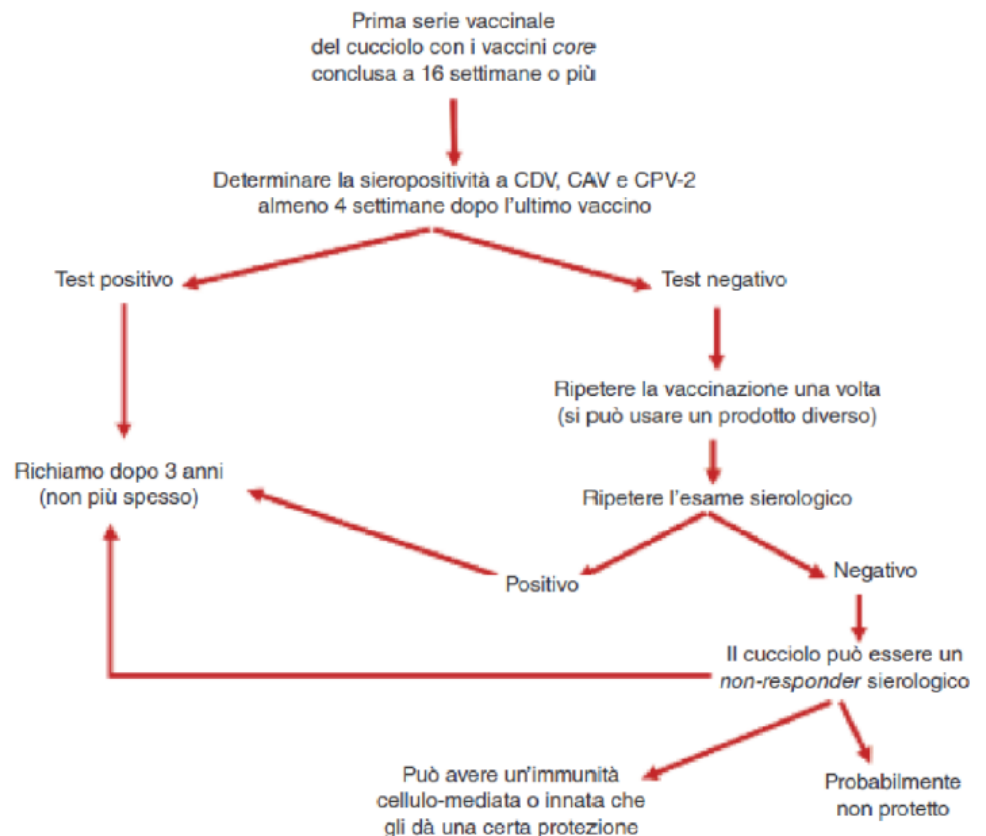 Prima serie vaccinale
del cucciolo con i vaccini core
conclusa a 16 settimane o più
Determinare la sieropositività a CDV, CAV e CPV-2
almeno 4 settimane dopo l'ultimo vaccino
Test positivo
Test negativo
Ripetere la vaccinazione una volta
(si può usare un prodotto diverso)
Richiamo dopo 3 anni
(non più spesso)
Ripetere l'esame sierologico
Positivo
Negativo
Il cucciolo può essere un
non-responder sierologico
Può avere un'immunità
cellulo-mediata o innata che
gli dà una certa protezione
Probabilmente
non protetto